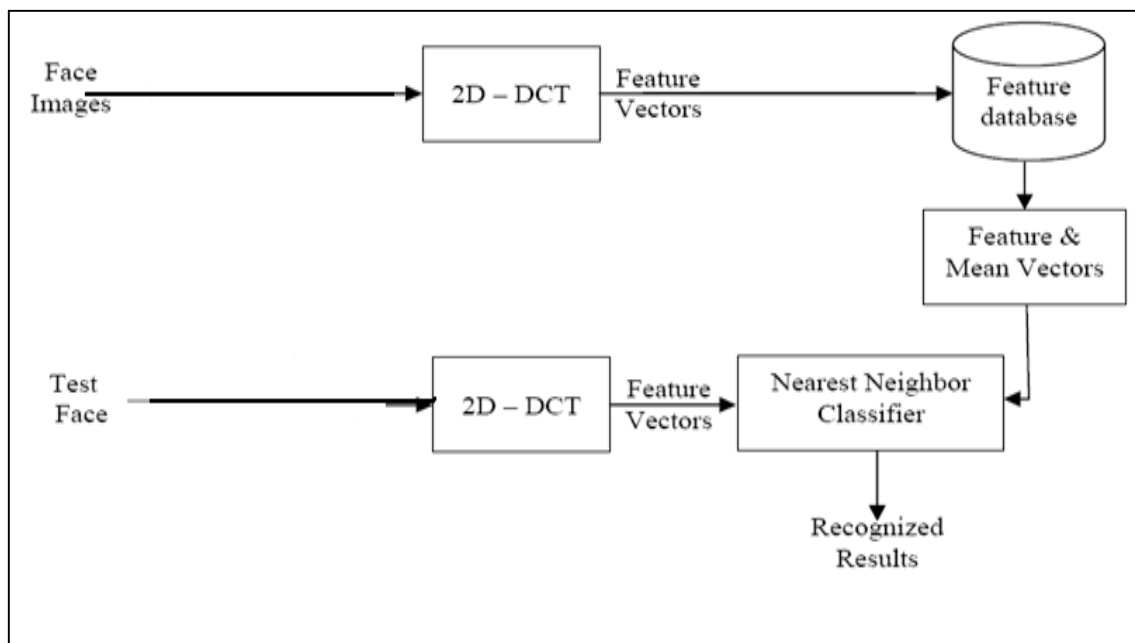 Face
Images
2D – DCT
Feature
Vectors
Feature
database
Feature &
Mean Vectors
Test
Face
2D – DCT
Feature
Vectors
Nearest Neighbor
Classifier
Recognized
Results